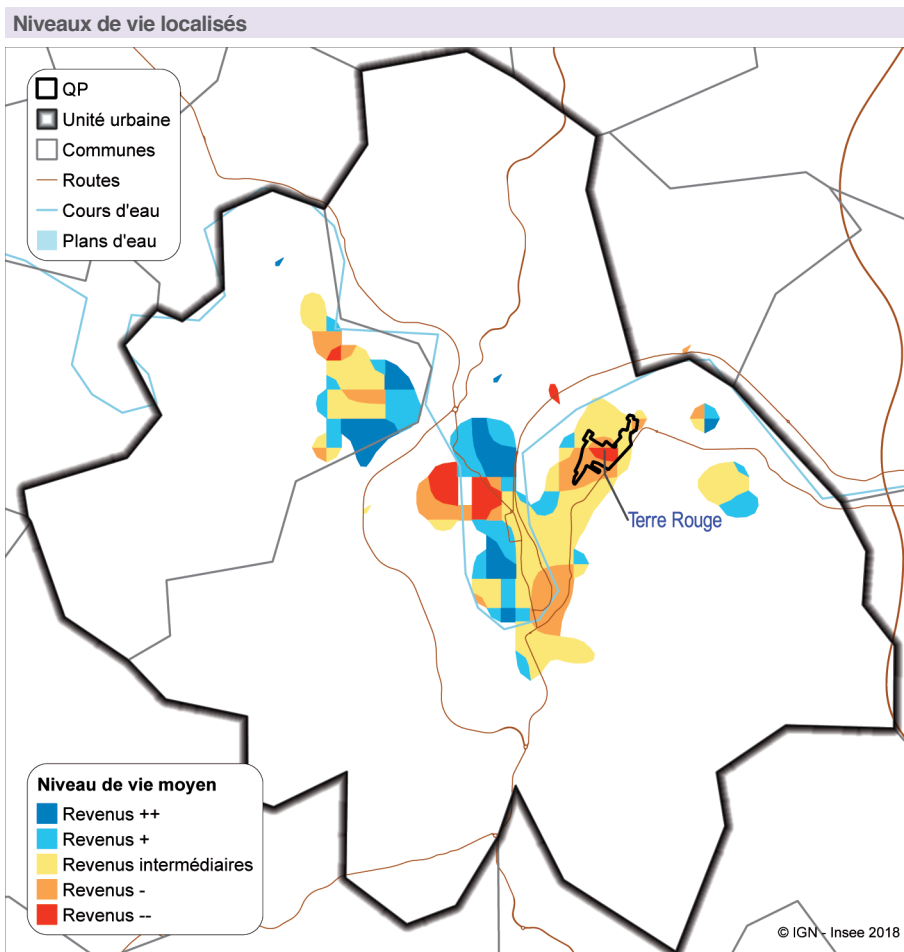 Niveaux de vie localisés
QP
Unité urbaine
Communes
Routes
Cours d'eau
Plans d'eau
Terre Rouge
Niveau de vie moyen
Revenus ++
Revenus +
Revenus intermédiaires
Revenus -
Revenus --
© IGN - Insee 2018